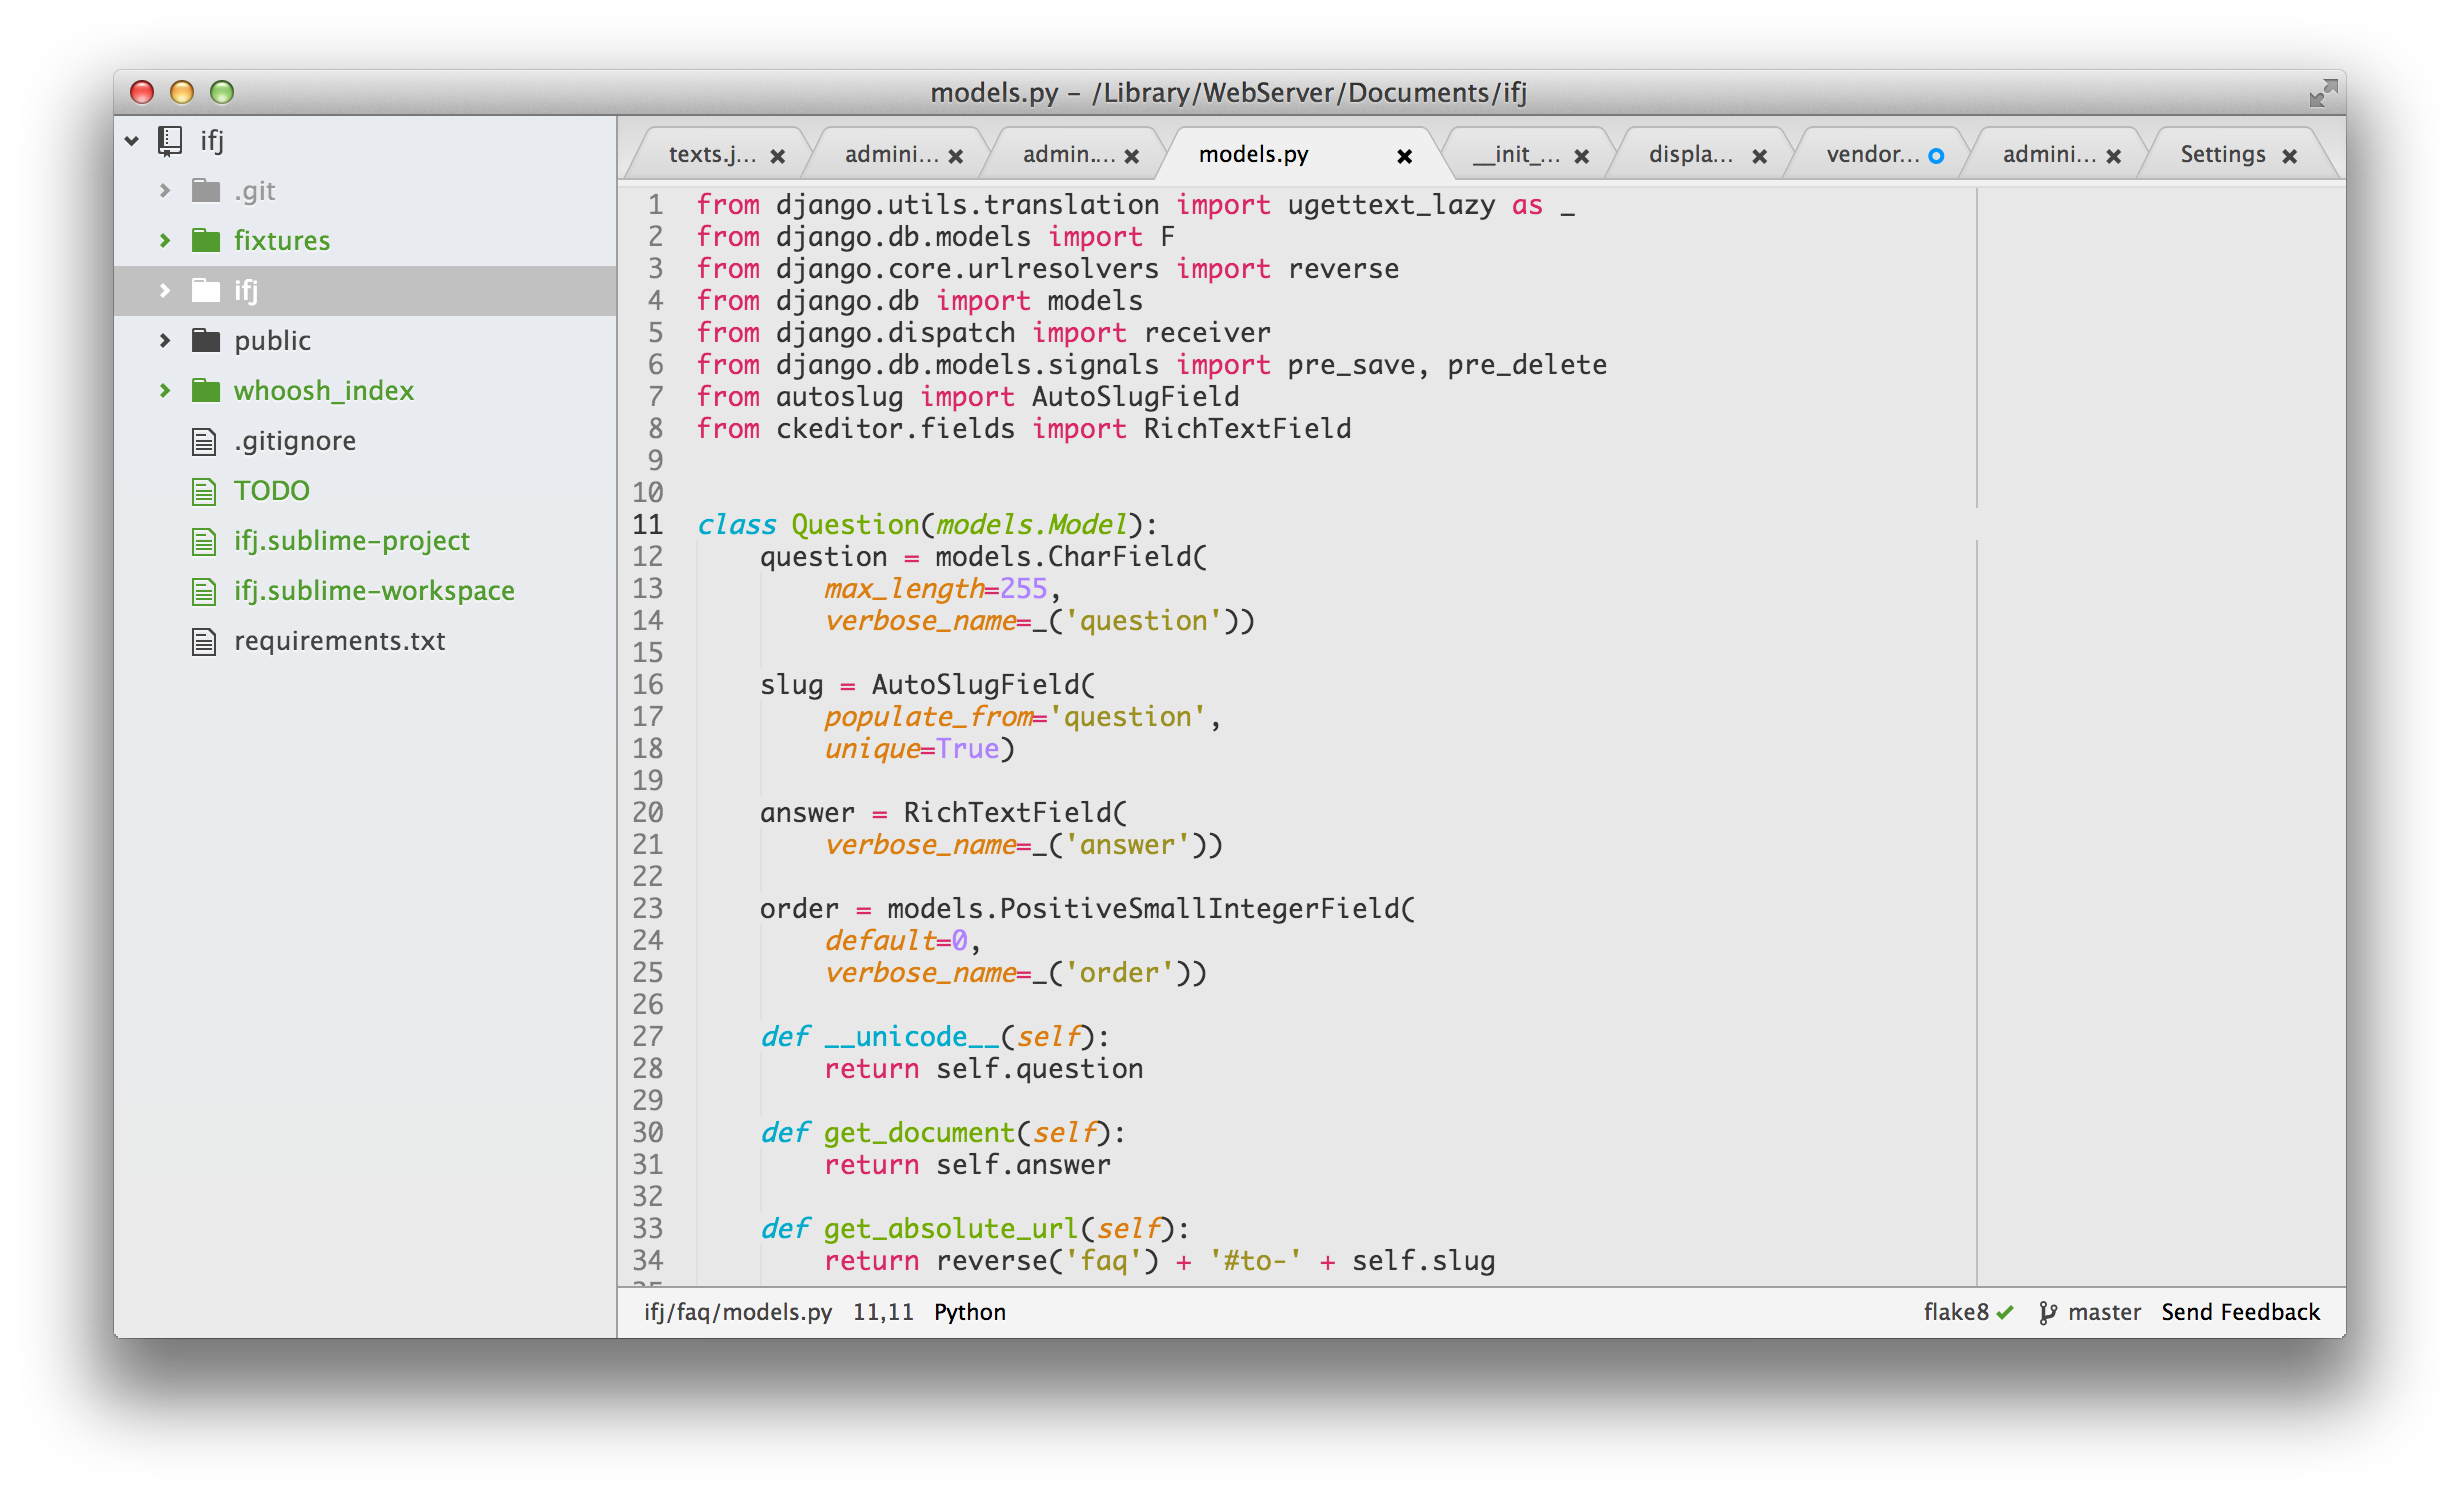 models.py – /Library/WebServer/Documents/ifj
ifj
.git
fixtures
ifj
public
whoosh_index
.gitignore
TODO
ifj.sublime-project
ifj.sublime-workspace
requirements.txt
texts.j... admini... admin.... models.py __init_... displa... vendor... admini... Settings
1 from django.utils.translation import ugettext_lazy as _
2 from django.db.models import F
3 from django.core.urlresolvers import reverse
4 from django.db import models
5 from django.dispatch import receiver
6 from django.db.models.signals import pre_save, pre_delete
7 from autoslug import AutoSlugField
8 from ckeditor.fields import RichTextField
9
10
11 class Question(models.Model):
12     question = models.CharField(
13         max_length=255,
14         verbose_name=_('question'))
15
16     slug = AutoSlugField(
17         populate_from='question',
18         unique=True)
19
20     answer = RichTextField(
21         verbose_name=_('answer'))
22
23     order = models.PositiveSmallIntegerField(
24         default=0,
25         verbose_name=_('order'))
26
27     def __unicode__(self):
28         return self.question
29
30     def get_document(self):
31         return self.answer
32
33     def get_absolute_url(self):
34         return reverse('faq') + '#to-' + self.slug
ifj/faq/models.py 11,11 Python flake8 master Send Feedback